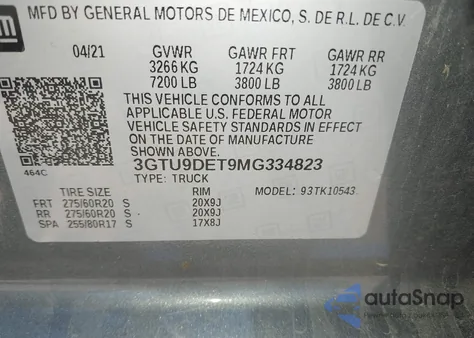 GM
MFD BY GENERAL MOTORS DE MEXICO, S. DE R.L. DE C.V.
04/21 GVWR GAWR FRT GAWR RR
3266 KG 1724 KG 1724 KG
7200 LB 3800 LB 3800 LB
THIS VEHICLE CONFORMS TO ALL
APPLICABLE U.S. FEDERAL MOTOR
VEHICLE SAFETY STANDARDS IN EFFECT
ON THE DATE OF MANUFACTURE
SHOWN ABOVE.
3GTU9DET9MG334823
464C
TYPE: TRUCK
TIRE SIZE RIM MODEL: 93TK10543
FRT 275/60R20 S 20X9J
RR 275/60R20 S 20X9J
SPA 255/80R17 S 17X8J
autoSnap